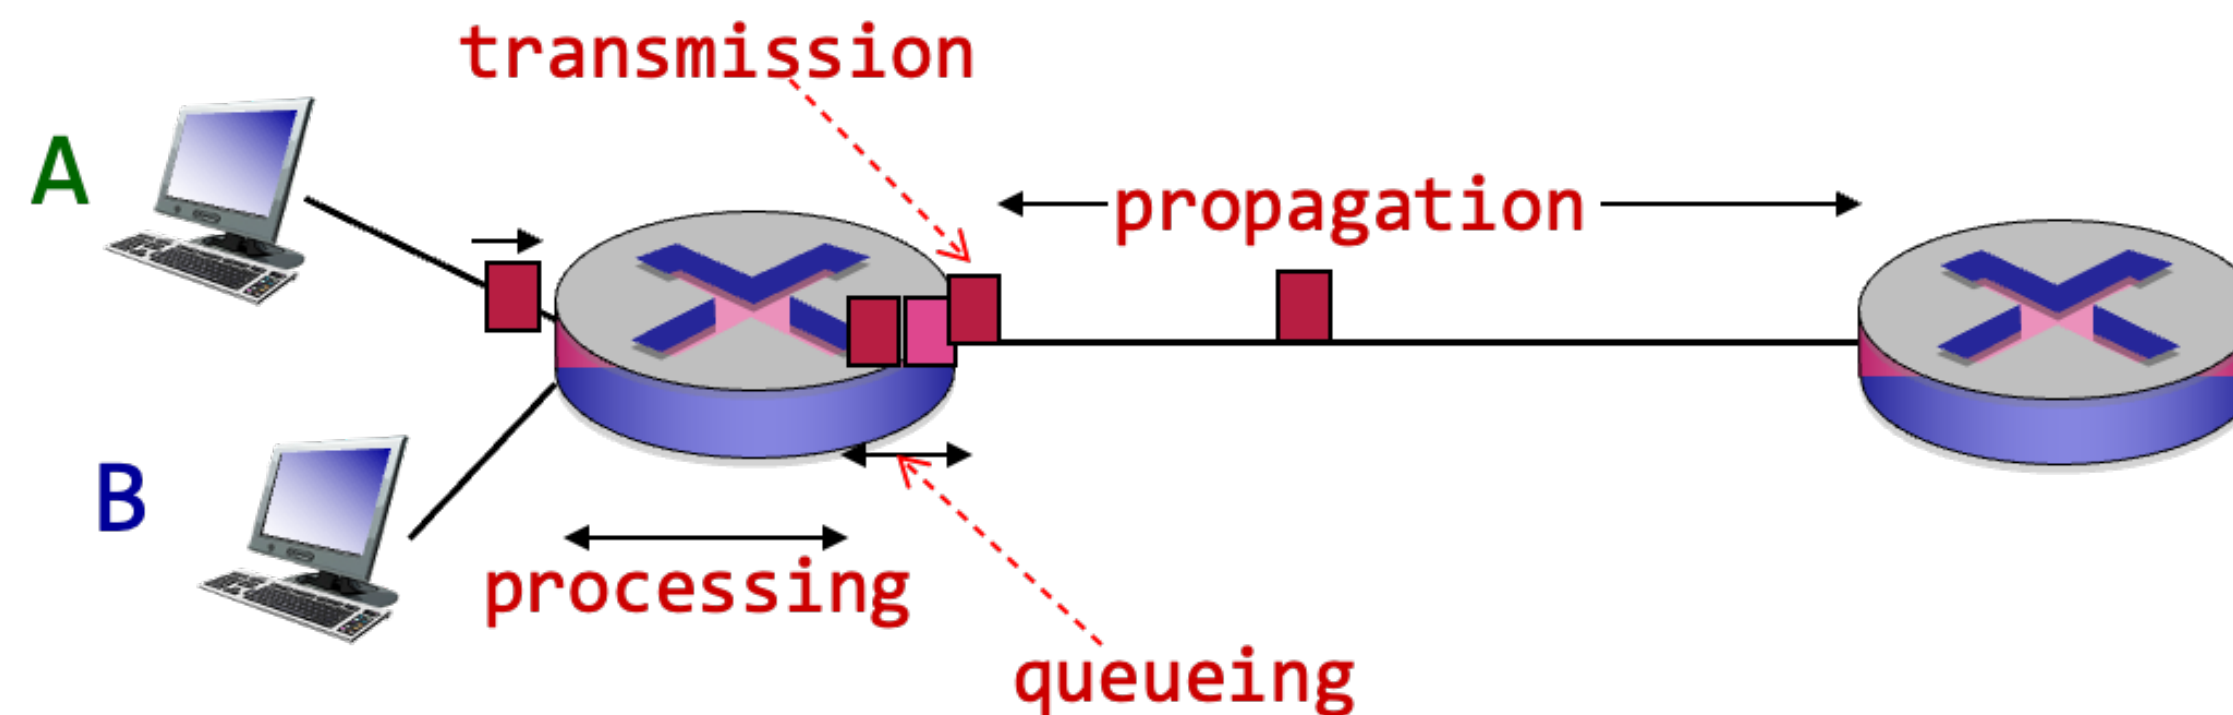 transmission
A
propagation
B
processing
queueing